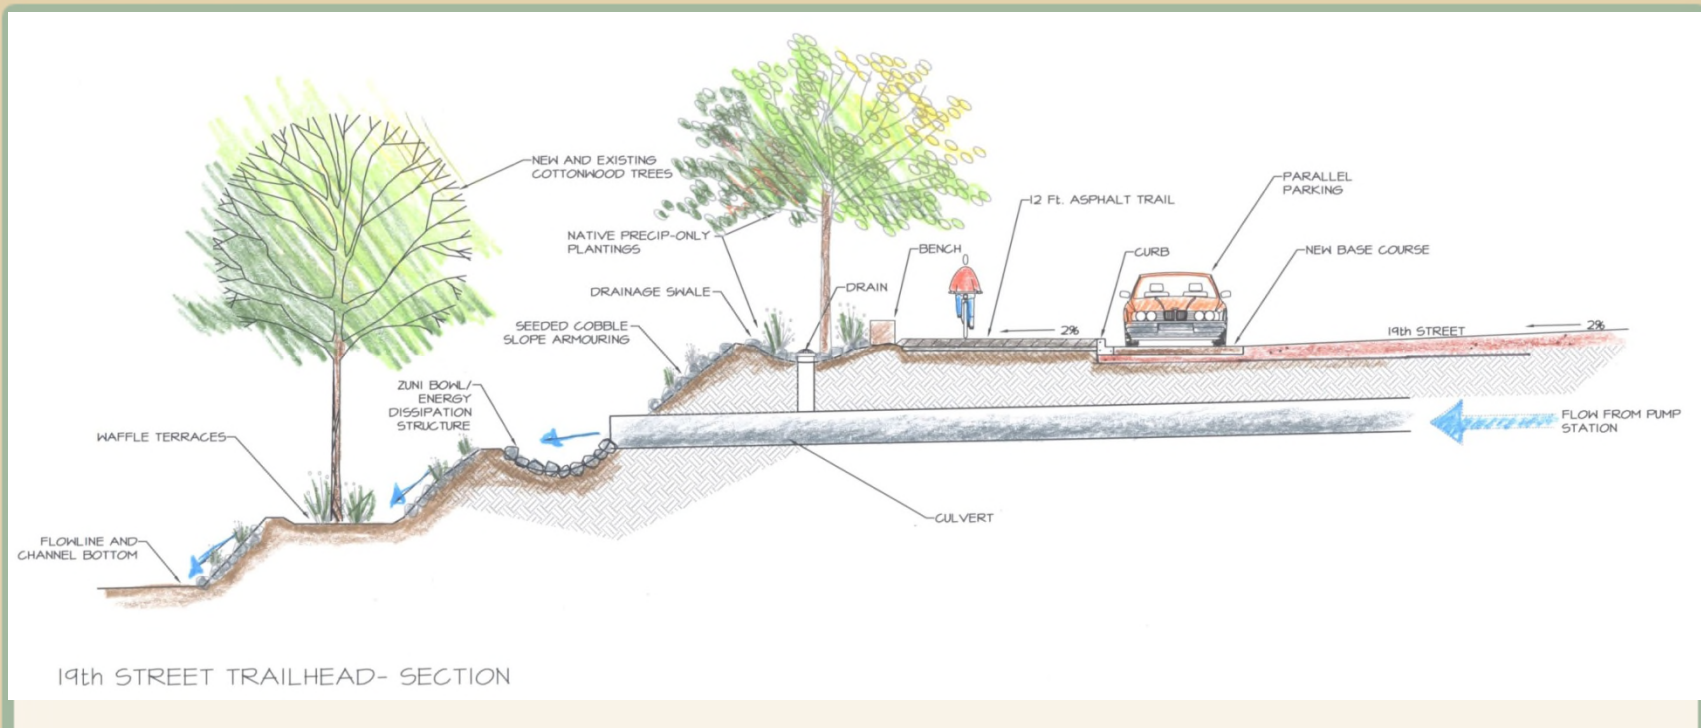 NEW AND EXISTING
COTTONWOOD TREES
NATIVE PRECIP-ONLY
PLANTINGS
DRAINAGE SWALE
SEEDED COBBLE
SLOPE ARMOURING
ZUNI BOWL/
ENERGY
DISSIPATION
STRUCTURE
WAFFLE TERRACES
FLOWLINE AND
CHANNEL BOTTOM
DRAIN
BENCH
12 Ft. ASPHALT TRAIL
2%
CURB
PARALLEL
PARKING
NEW BASE COURSE
19th STREET
2%
FLOW FROM PUMP
STATION
CULVERT
19th STREET TRAILHEAD- SECTION